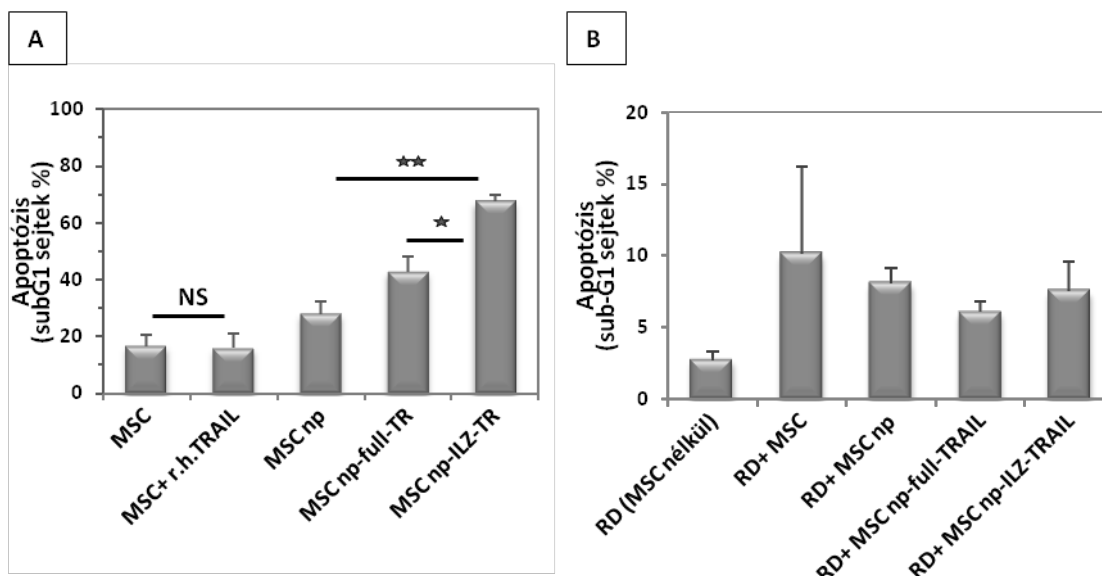 A
Apoptózis
(subG1 sejtek %)
100
80
60
40
20
0
NS
MSC
MSC+ r.h.TRAIL
MSC np
MSC np-full-TR
MSC np-ILZ-TR
B
Apoptózis
(sub-G1 sejtek %)
20
15
10
5
0
RD (MSC nélkül)
RD+ MSC
RD+ MSC np
RD+ MSC np-full-TRAIL
RD+ MSC np-ILZ-TRAIL